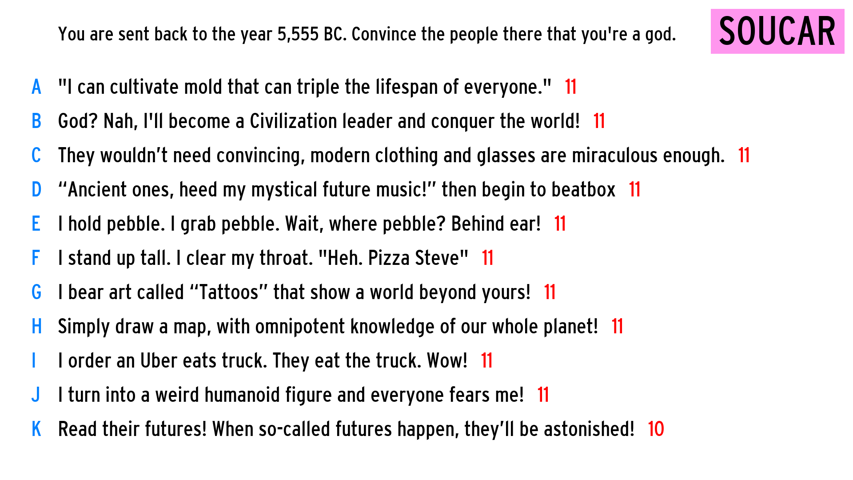 You are sent back to the year 5,555 BC. Convince the people there that you're a god.
SOUCAR
A "I can cultivate mold that can triple the lifespan of everyone." 11
B God? Nah, I'll become a Civilization leader and conquer the world! 11
C They wouldn’t need convincing, modern clothing and glasses are miraculous enough. 11
D “Ancient ones, heed my mystical future music!” then begin to beatbox 11
E I hold pebble. I grab pebble. Wait, where pebble? Behind ear! 11
F I stand up tall. I clear my throat. "Heh. Pizza Steve" 11
G I bear art called “Tattoos” that show a world beyond yours! 11
H Simply draw a map, with omnipotent knowledge of our whole planet! 11
I I order an Uber eats truck. They eat the truck. Wow! 11
J I turn into a weird humanoid figure and everyone fears me! 11
K Read their futures! When so-called futures happen, they’ll be astonished! 10